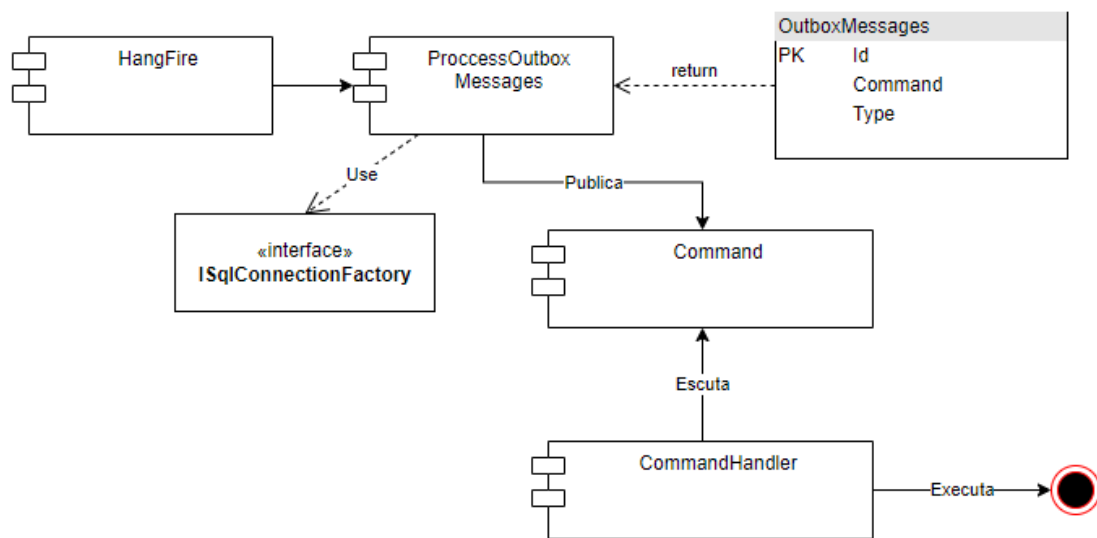 HangFire
ProccessOutbox
Messages
OutboxMessages
PK Id
Command
Type
return
Use
Publica
«interface»
ISqlConnectionFactory
Command
Escuta
CommandHandler
Executa